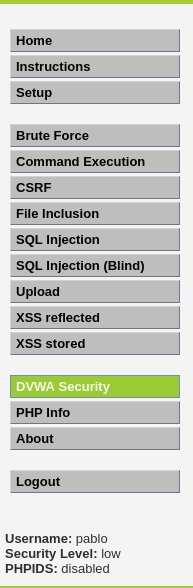 Home
Instructions
Setup
Brute Force
Command Execution
CSRF
File Inclusion
SQL Injection
SQL Injection (Blind)
Upload
XSS reflected
XSS stored
DVWA Security
PHP Info
About
Logout
Username: pablo
Security Level: low
PHPIDS: disabled